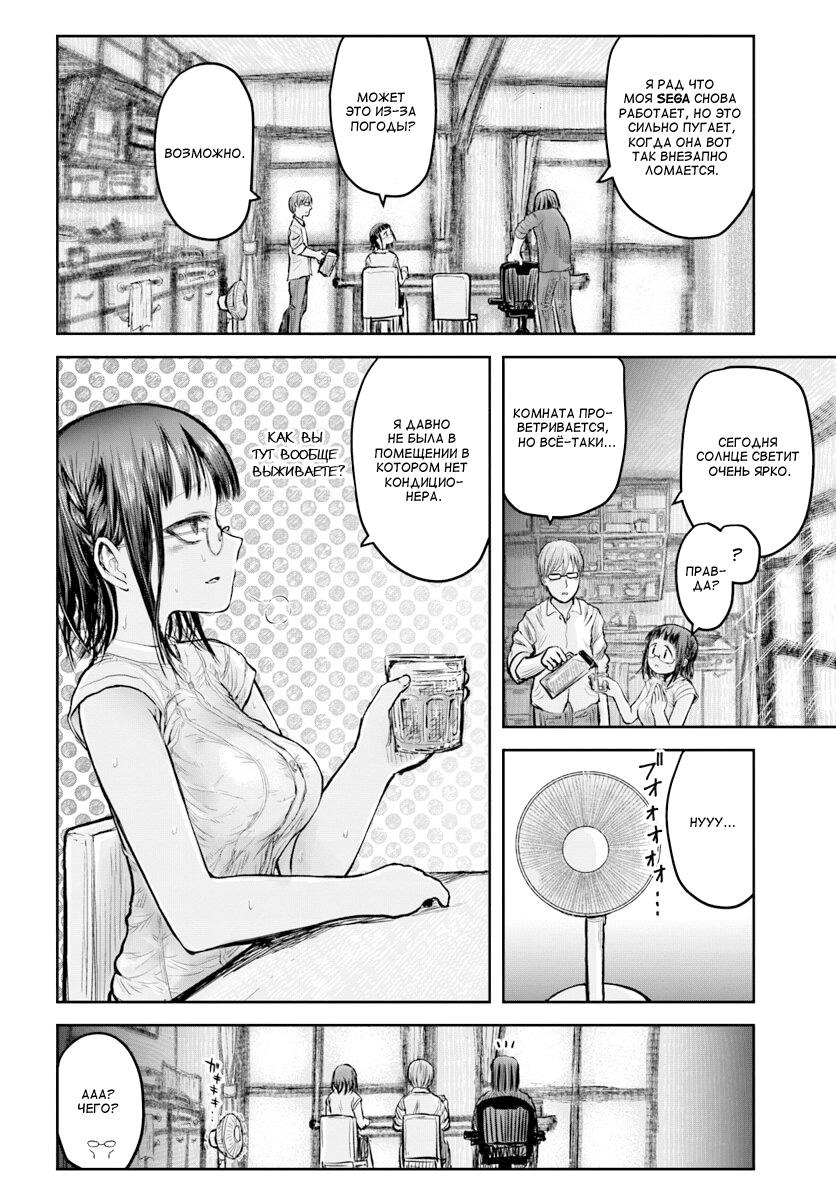 Я РАД ЧТО
МОЯ SEGA СНОВА
РАБОТАЕТ, НО ЭТО
СИЛЬНО ПУГАЕТ,
КОГДА ОНА ВОТ
ТАК ВНЕЗАПНО
ЛОМАЕТСЯ.
МОЖЕТ
ЭТО ИЗ-ЗА
ПОГОДЫ?
ВОЗМОЖНО.
СЕГОДНЯ
СОЛНЦЕ СВЕТИТ
ОЧЕНЬ ЯРКО.
?
ПРАВ-
ДА?
КОМНАТА ПРО-
ВЕТРИВАЕТСЯ,
НО ВСЁ-ТАКИ...
Я ДАВНО
НЕ БЫЛА В
ПОМЕЩЕНИИ В
КОТОРОМ НЕТ
КОНДИЦИО-
НЕРА.
КАК ВЫ
ТУТ ВООБЩЕ
ВЫЖИВАЕТЕ?
НУУУ...
ブオオオオオ…
ААА?
ЧЕГО?